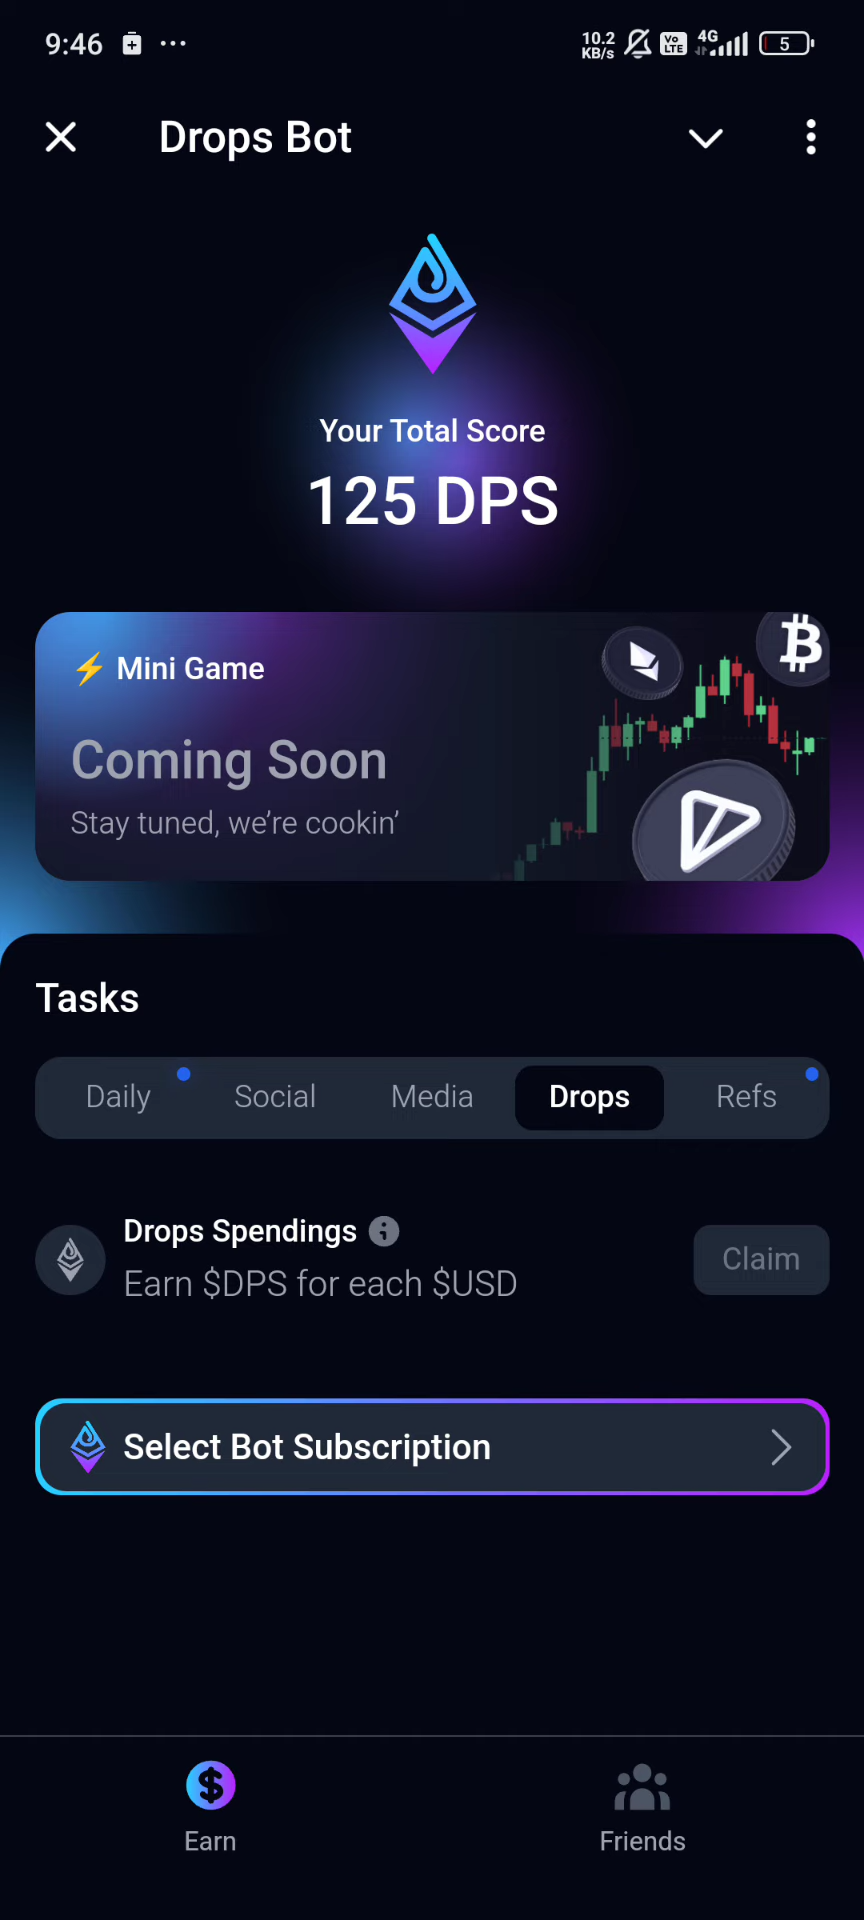 9:46
10.2
KB/s
Vo
LTE
4G
5
Drops Bot
Your Total Score
125 DPS
⚡ Mini Game
Coming Soon
Stay tuned, we're cookin'
Tasks
Daily Social Media Drops Refs
Drops Spendings
Earn $DPS for each $USD
Claim
Select Bot Subscription
Earn
Friends